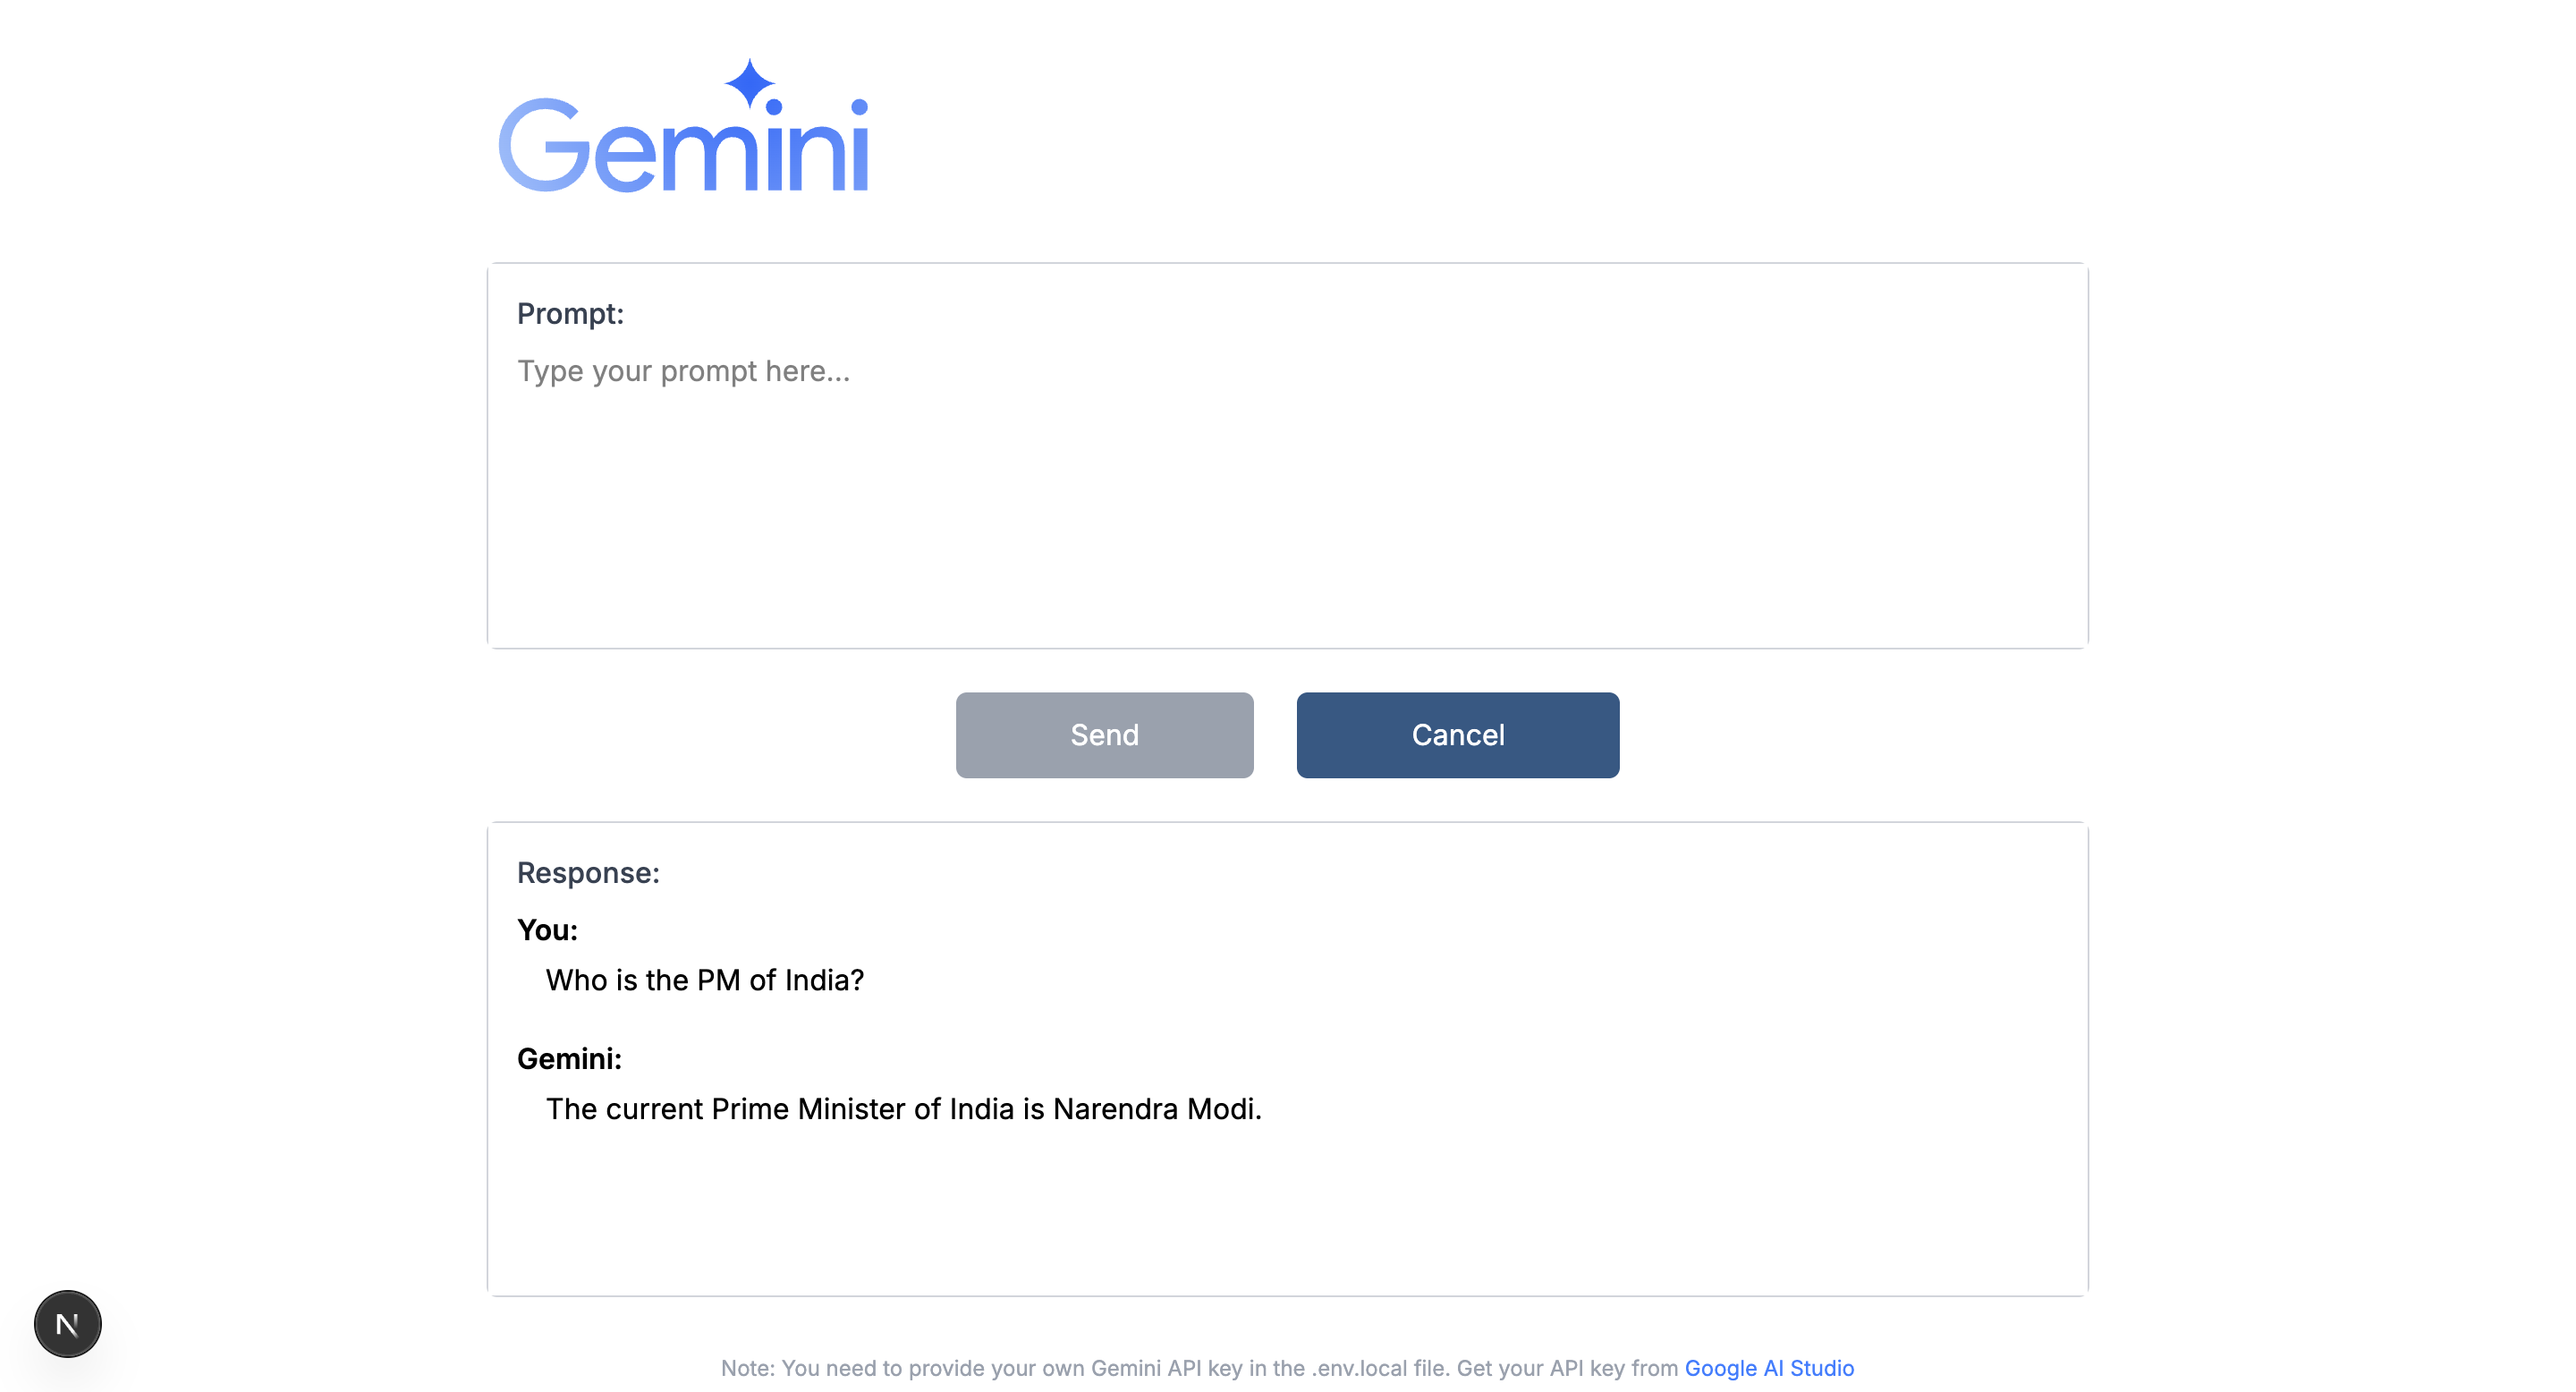 Gemini
Prompt:
Type your prompt here...
Send
Cancel
Response:
You:
Who is the PM of India?
Gemini:
The current Prime Minister of India is Narendra Modi.
N
Note: You need to provide your own Gemini API key in the .env.local file. Get your API key from Google AI Studio